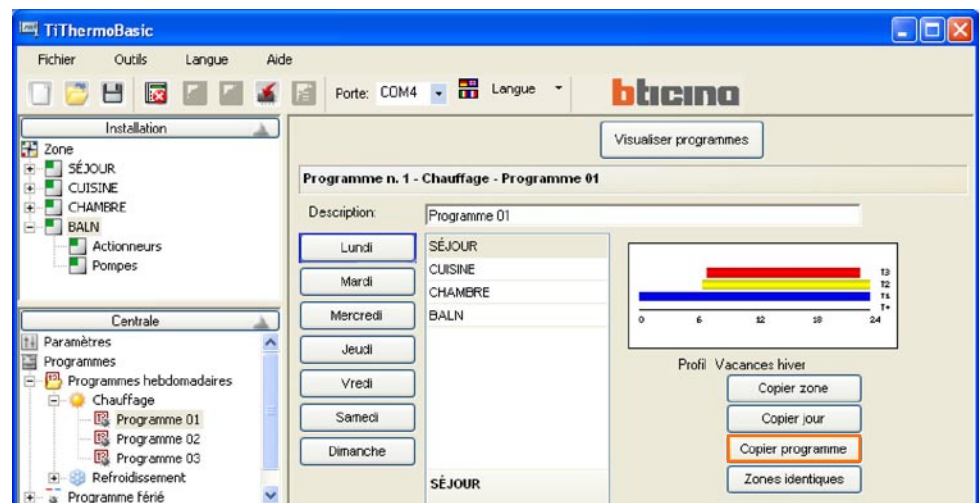 TiThermoBasic
Fichier Outils Langue Aide
Porte: COM4 Langue bticino
Installation
Zone
SÉJOUR
CUISINE
CHAMBRE
BALN
Actionneurs
Pompes
Centrale
Paramètres
Programmes
Programmes hebdomadaires
Chauffage
Programme 01
Programme 02
Programme 03
Refroidissement
Programme férié
Visualiser programmes
Programme n. 1 - Chauffage - Programme 01
Description: Programme 01
Lundi
Mardi
Mercredi
Jeudi
Vredi
Samedi
Dimanche
SÉJOUR
CUISINE
CHAMBRE
BALN
SÉJOUR
T3
T2
T1
T*
0 6 12 18 24
Profil Vacances hiver
Copier zone
Copier jour
Copier programme
Zones identiques